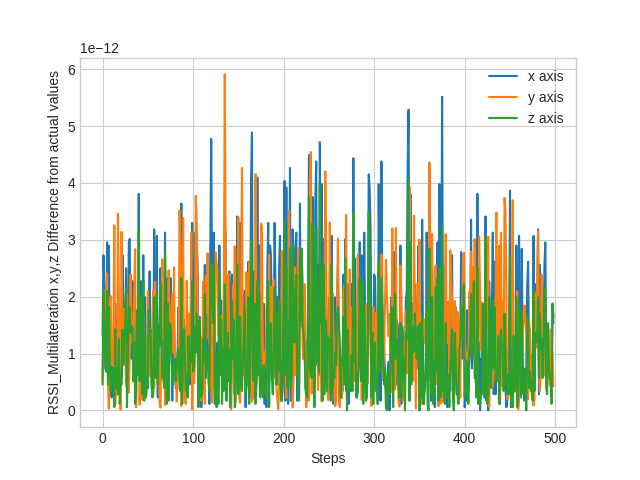 1e−12
RSSI_Multilateration x,y,z Difference from actual values
6
5
4
3
2
1
0
x axis
y axis
z axis
0 100 200 300 400 500
Steps